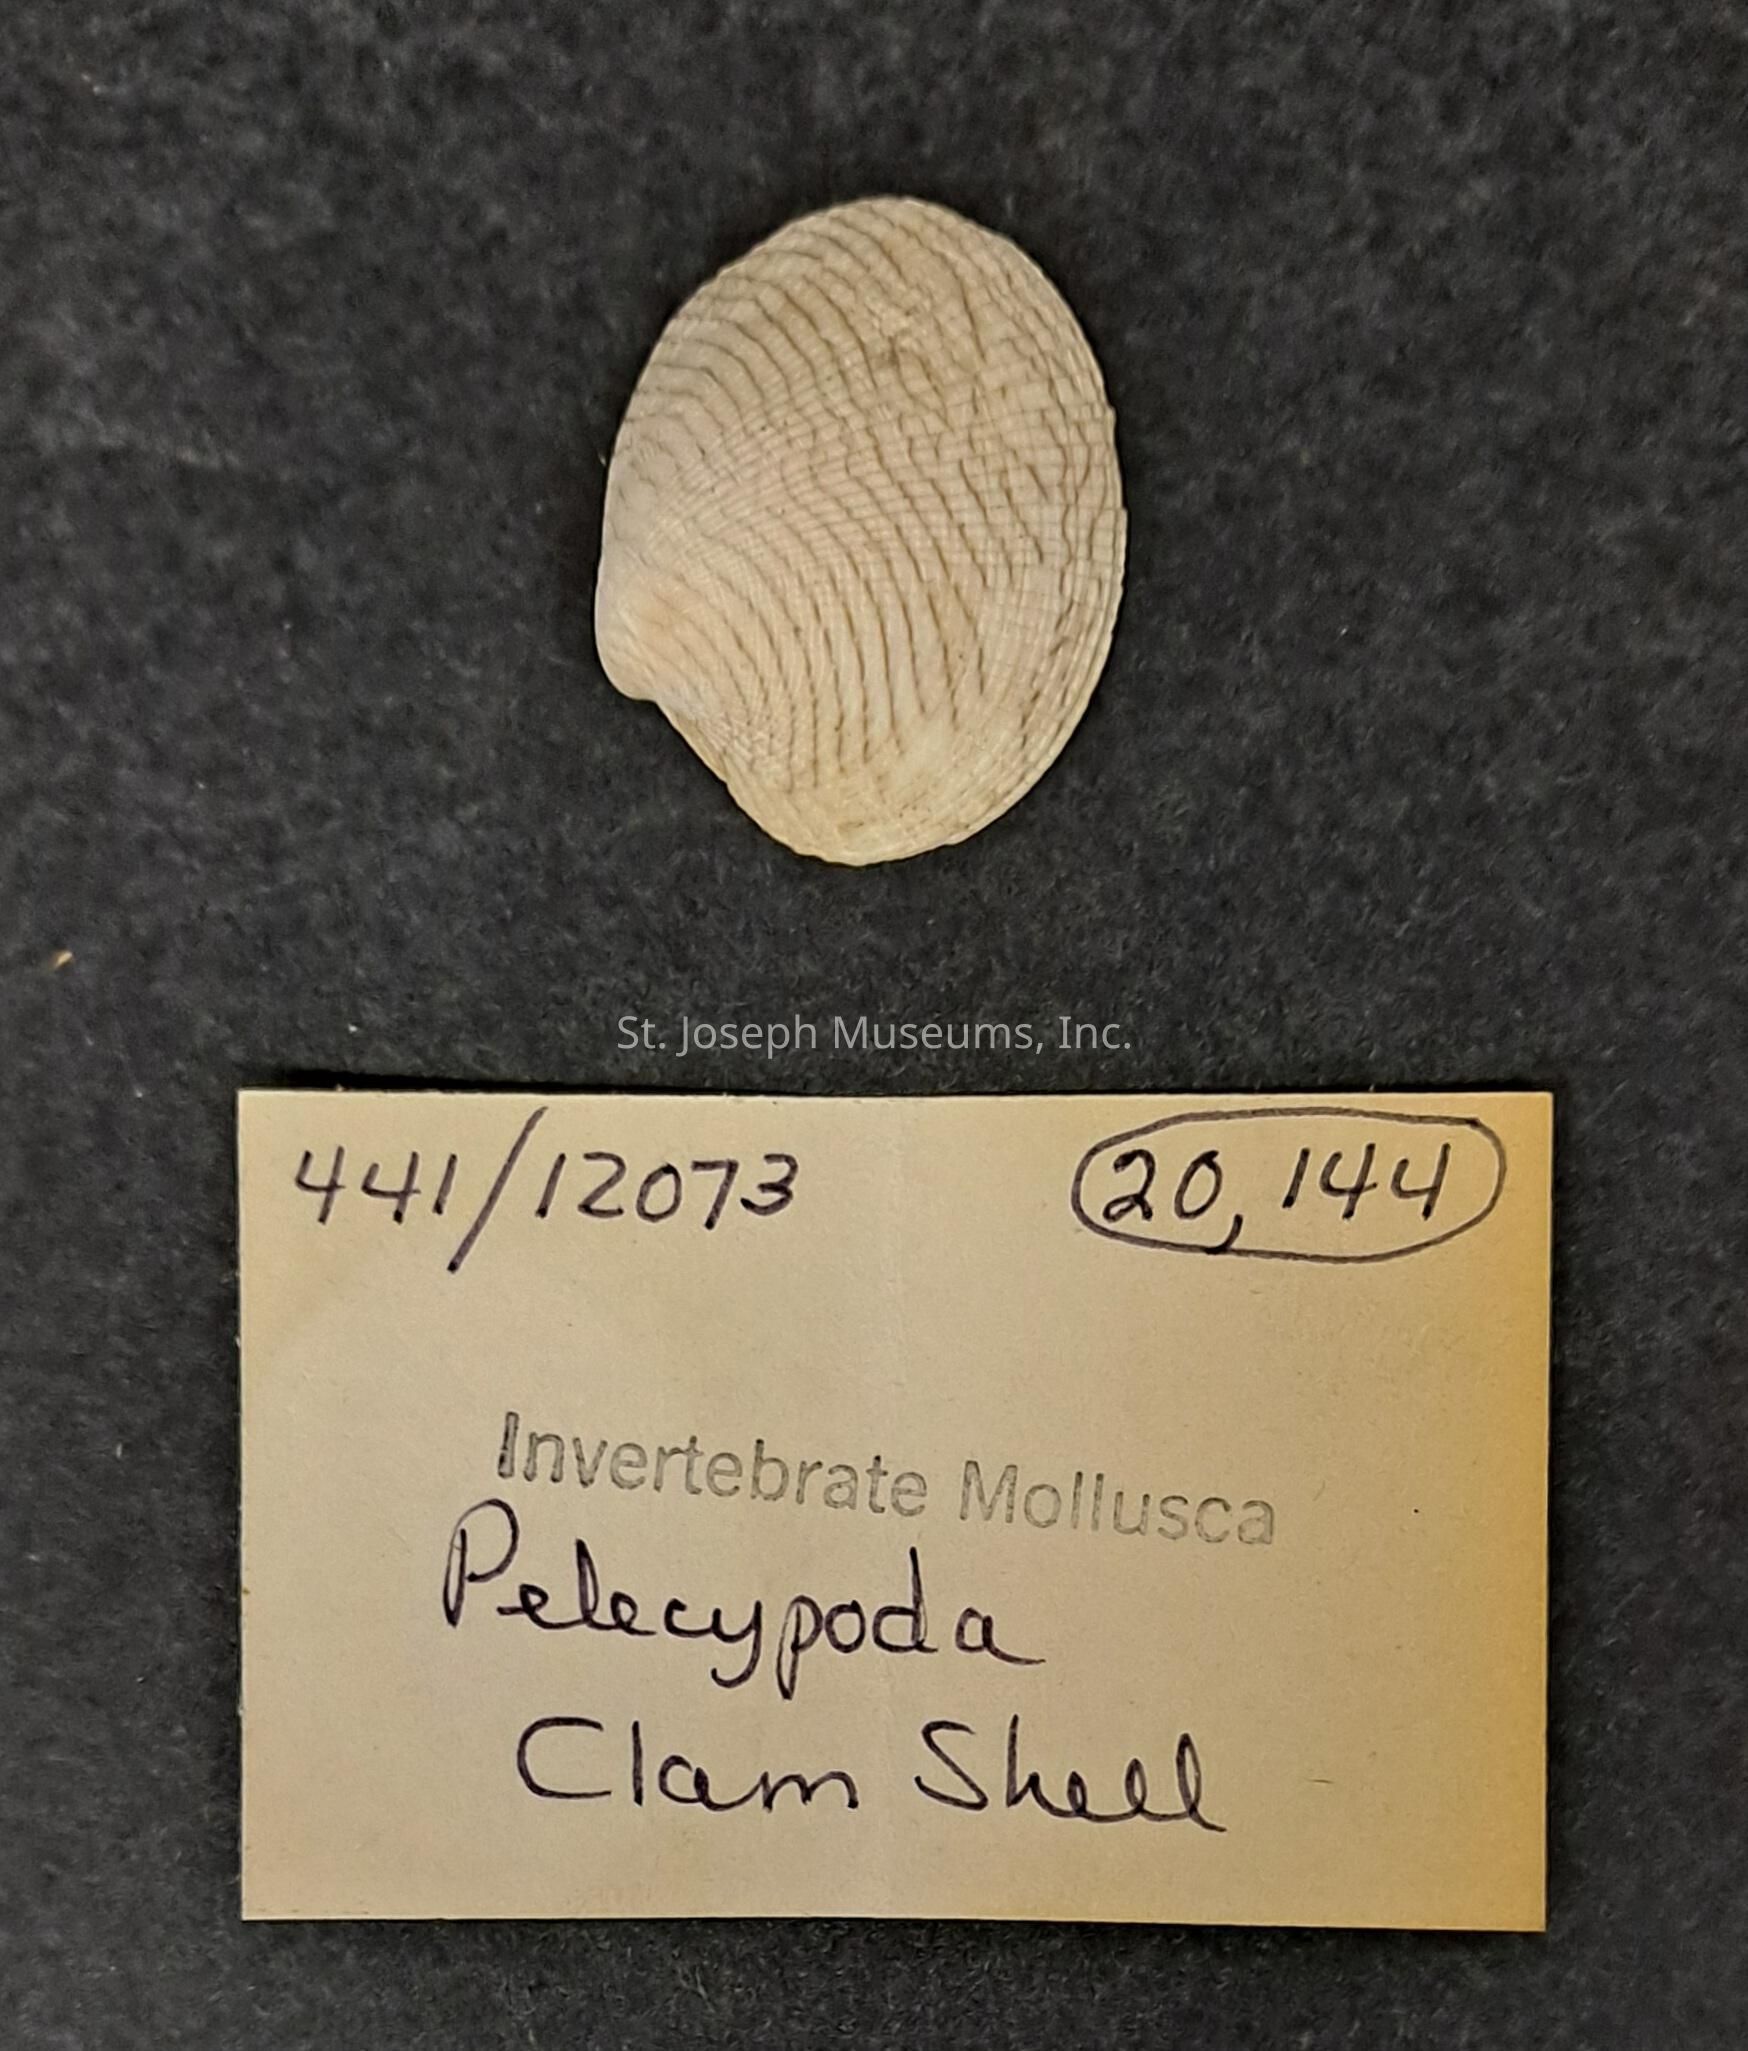 St. Joseph Museums, Inc.
441/12073
20,144
Invertebrate Mollusca
Pelecypoda
Clam Shell